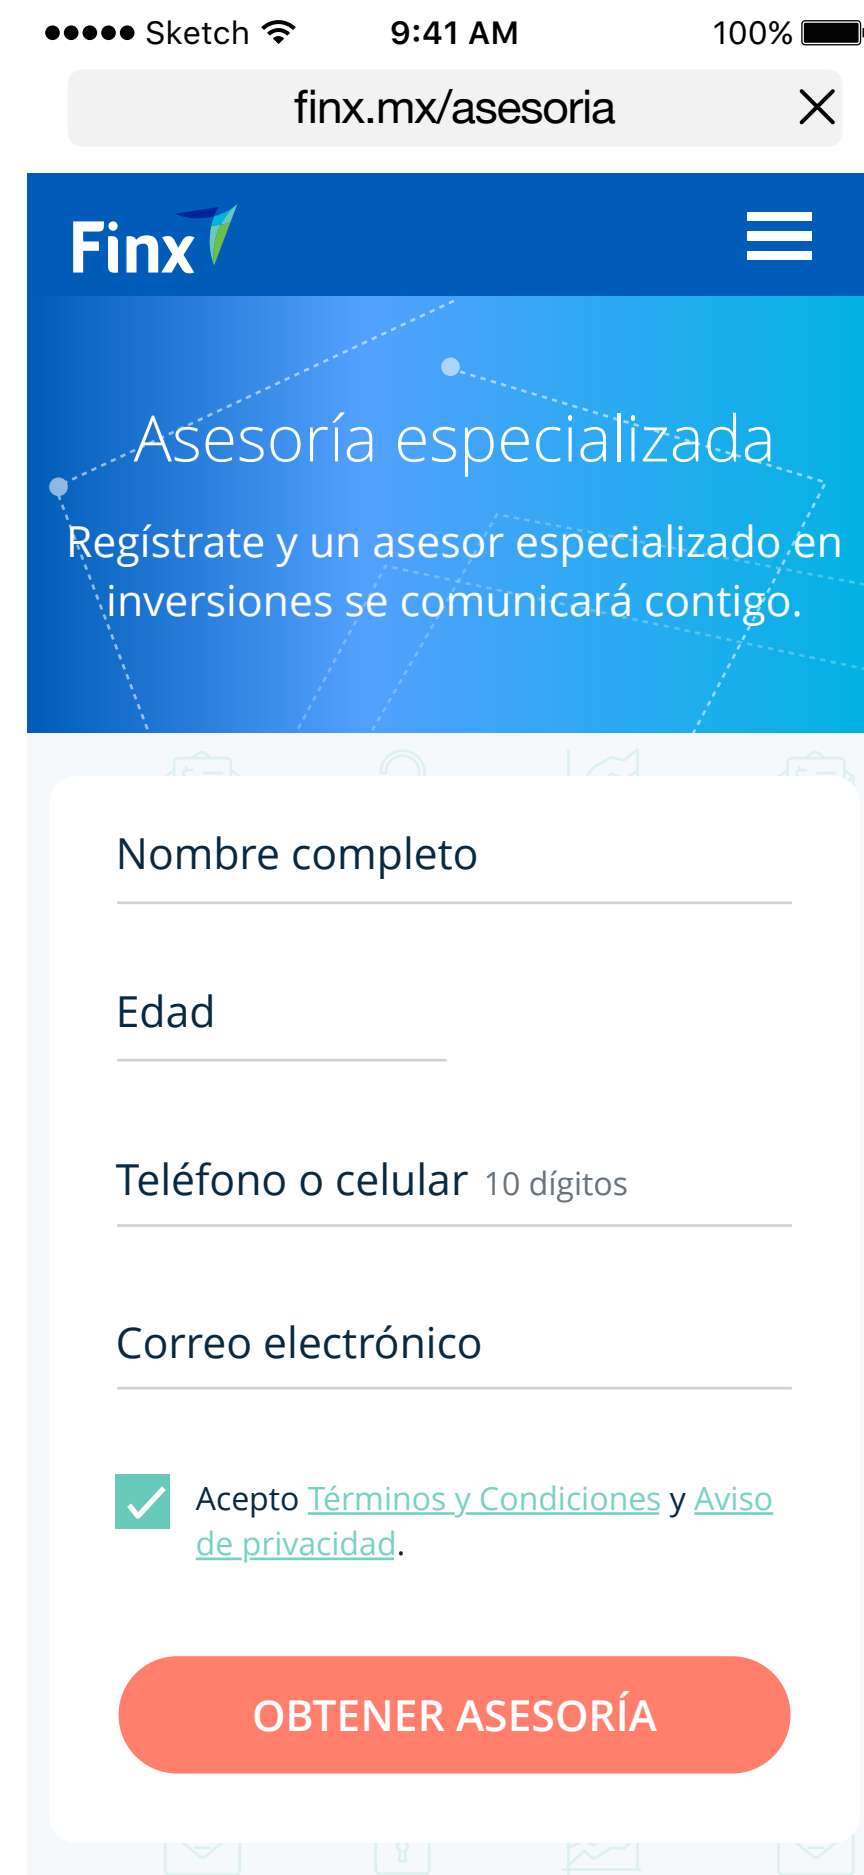 Sketch 9:41 AM 100%
finx.mx/asesoria
Finx
Asesoría especializada
Regístrate y un asesor especializado en
inversiones se comunicará contigo.
Nombre completo
Edad
Teléfono o celular 10 dígitos
Correo electrónico
Acepto Términos y Condiciones y Aviso
de privacidad.
OBTENER ASESORÍA